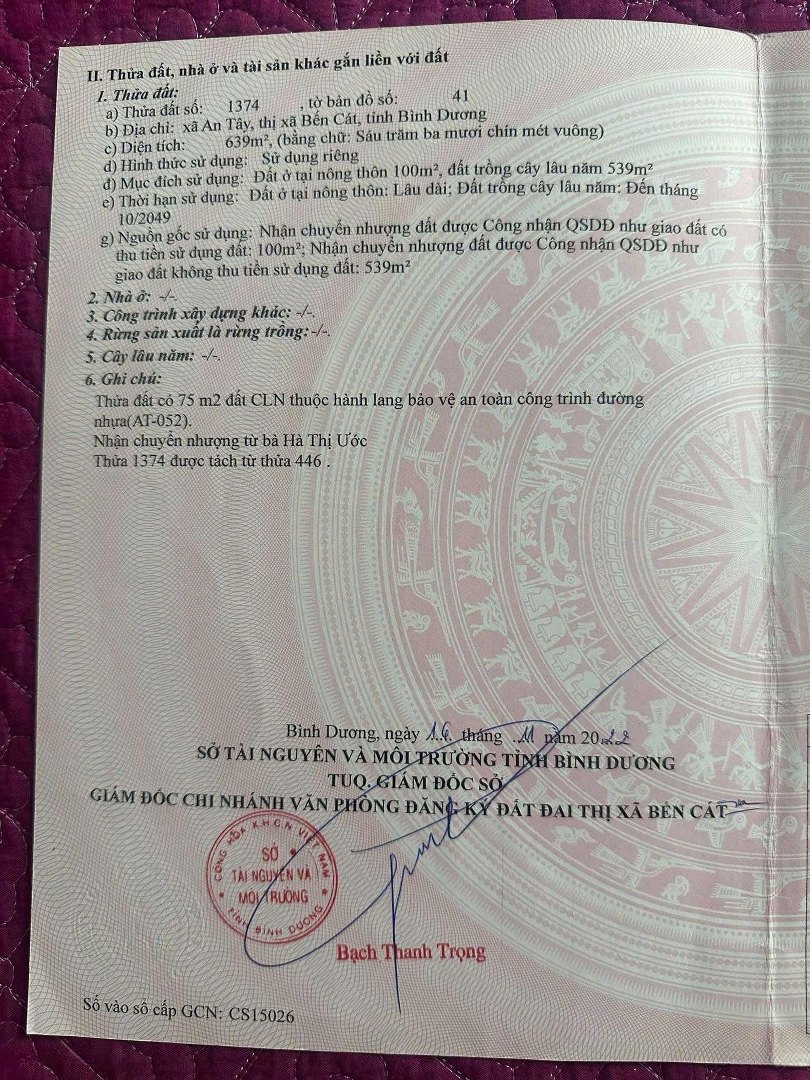 II. Thửa đất, nhà ở và tài sản khác gắn liền với đất
1. Thửa đất:
a) Thửa đất số: 1374 , tờ bản đồ số: 41
b) Địa chỉ: xã An Tây, thị xã Bến Cát, tỉnh Bình Dương
c) Diện tích: 639m², (bằng chữ: Sáu trăm ba mươi chín mét vuông)
d) Hình thức sử dụng: Sử dụng riêng
đ) Mục đích sử dụng: Đất ở tại nông thôn 100m², đất trồng cây lâu năm 539m²
e) Thời hạn sử dụng: Đất ở tại nông thôn: Lâu dài; Đất trồng cây lâu năm: Đến tháng
10/2049
g) Nguồn gốc sử dụng: Nhận chuyển nhượng đất được Công nhận QSDĐ như giao đất có
thu tiền sử dụng đất: 100m²; Nhận chuyển nhượng đất được Công nhận QSDĐ như
giao đất không thu tiền sử dụng đất: 539m²
2. Nhà ở: -/-.
3. Công trình xây dựng khác: -/-.
4. Rừng sản xuất là rừng trồng: -/-.
5. Cây lâu năm: -/-.
6. Ghi chú:
Thửa đất có 75 m2 đất CLN thuộc hành lang bảo vệ an toàn công trình đường
nhựa(AT-052).
Nhận chuyển nhượng từ bà Hà Thị Ước
Thửa 1374 được tách từ thửa 446 .
Bình Dương, ngày tháng 11 năm 2022
SỞ TÀI NGUYÊN VÀ MÔI TRƯỜNG TỈNH BÌNH DƯƠNG
TUQ. GIÁM ĐỐC SỞ
GIÁM ĐỐC CHI NHÁNH VĂN PHÒNG ĐĂNG KÝ ĐẤT ĐAI THỊ XÃ BẾN CÁT
CỘNG HÒA X.H.C.N VIỆT NAM
SỞ
TÀI NGUYÊN VÀ
MÔI TRƯỜNG
TỈNH BÌNH DƯƠNG
Bạch Thanh Trọng
Số vào sổ cấp GCN: CS15026